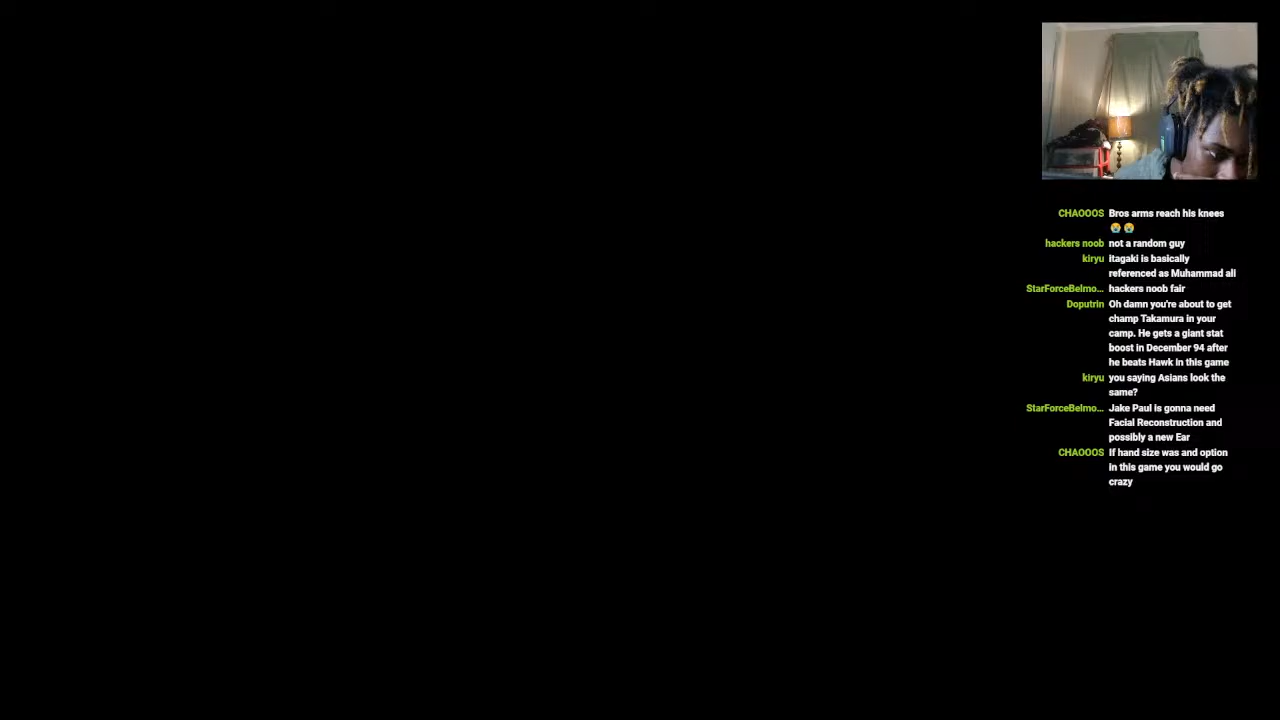 CHAOOOS Bros arms reach his knees
😭😭
hackers noob not a random guy
kiryu itagaki is basically
referenced as Muhammad ali
StarForceBelmo... hackers noob fair
Doputrin Oh damn you're about to get
champ Takamura in your
camp. He gets a giant stat
boost in December 94 after
he beats Hawk in this game
kiryu you saying Asians look the
same?
StarForceBelmo... Jake Paul is gonna need
Facial Reconstruction and
possibly a new Ear
CHAOOOS If hand size was and option
in this game you would go
crazy